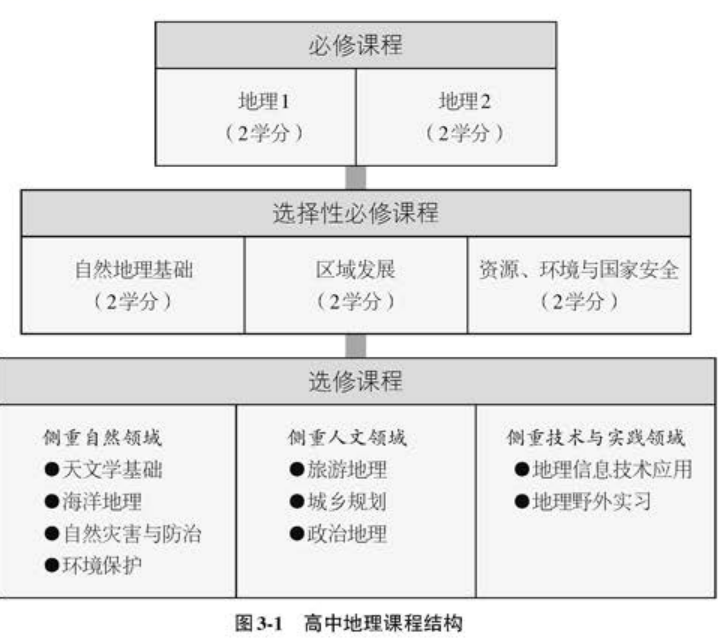 必修课程
地理1
（2学分）
地理2
（2学分）
选择性必修课程
自然地理基础
（2学分）
区域发展
（2学分）
资源、环境与国家安全
（2学分）
选修课程
侧重自然领域
●天文学基础
●海洋地理
●自然灾害与防治
●环境保护
侧重人文领域
●旅游地理
●城乡规划
●政治地理
侧重技术与实践领域
●地理信息技术应用
●地理野外实习
图3-1 高中地理课程结构